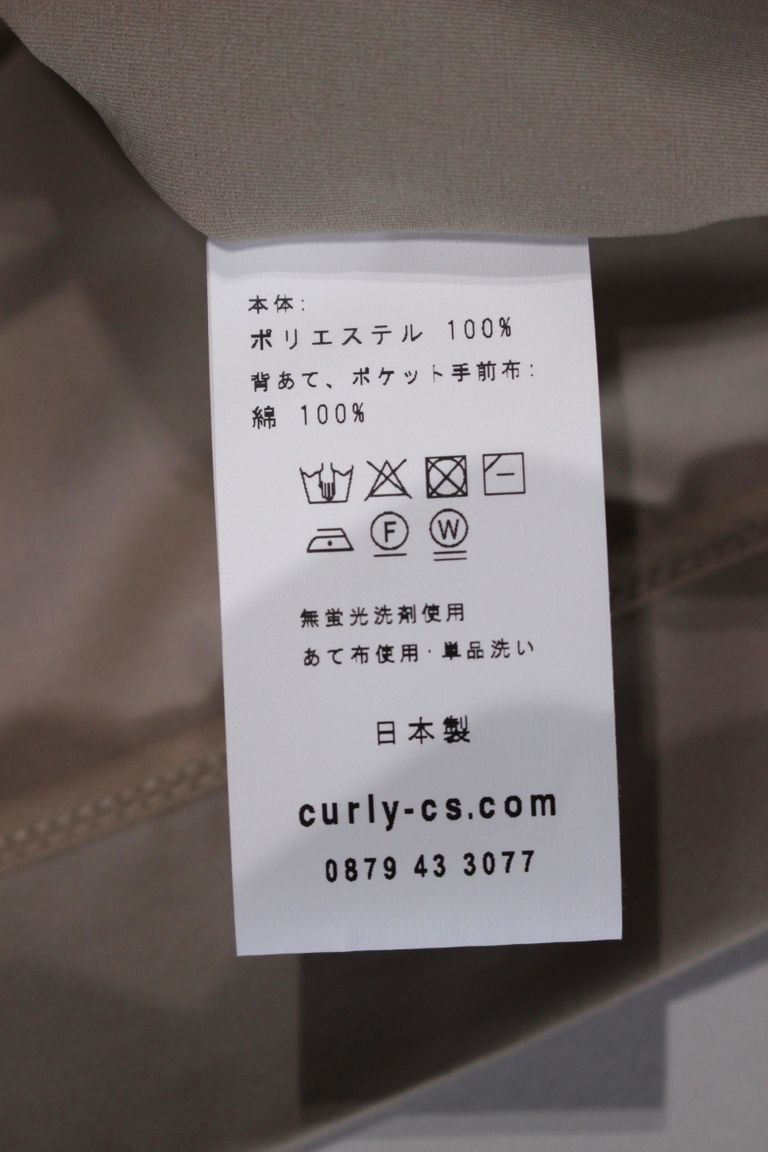 本体:
ポリエステル 100%
背あて、ポケット手前布:
綿 100%
F W
無蛍光洗剤使用
あて布使用・単品洗い
日本製
curly-cs.com
0879 43 3077